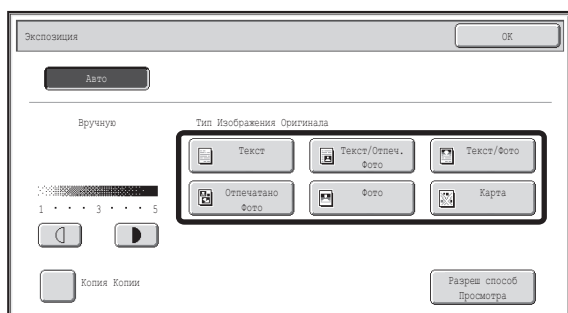 Экспозиция
OK
Авто
Вручную
Тип Изображения Оригинала
Текст
Текст/Отпеч.
Фото
Текст/Фото
Отпечатано
Фото
Фото
Карта
1 · · · 3 · · · 5
Копия Копии
Разреш способ
Просмотра